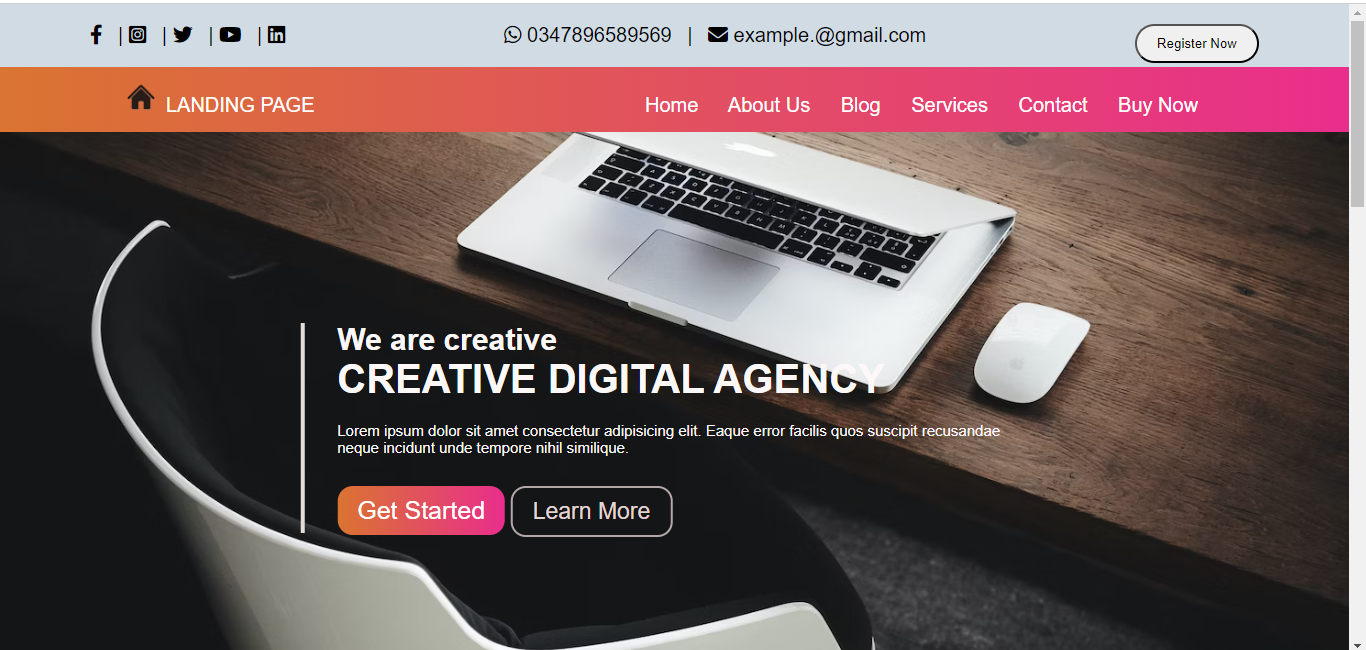 | | | |
0347896589569 | example.@gmail.com
Register Now
LANDING PAGE
Home About Us Blog Services Contact Buy Now
We are creative
CREATIVE DIGITAL AGENCY
Lorem ipsum dolor sit amet consectetur adipisicing elit. Eaque error facilis quos suscipit recusandae
neque incidunt unde tempore nihil similique.
Get Started Learn More